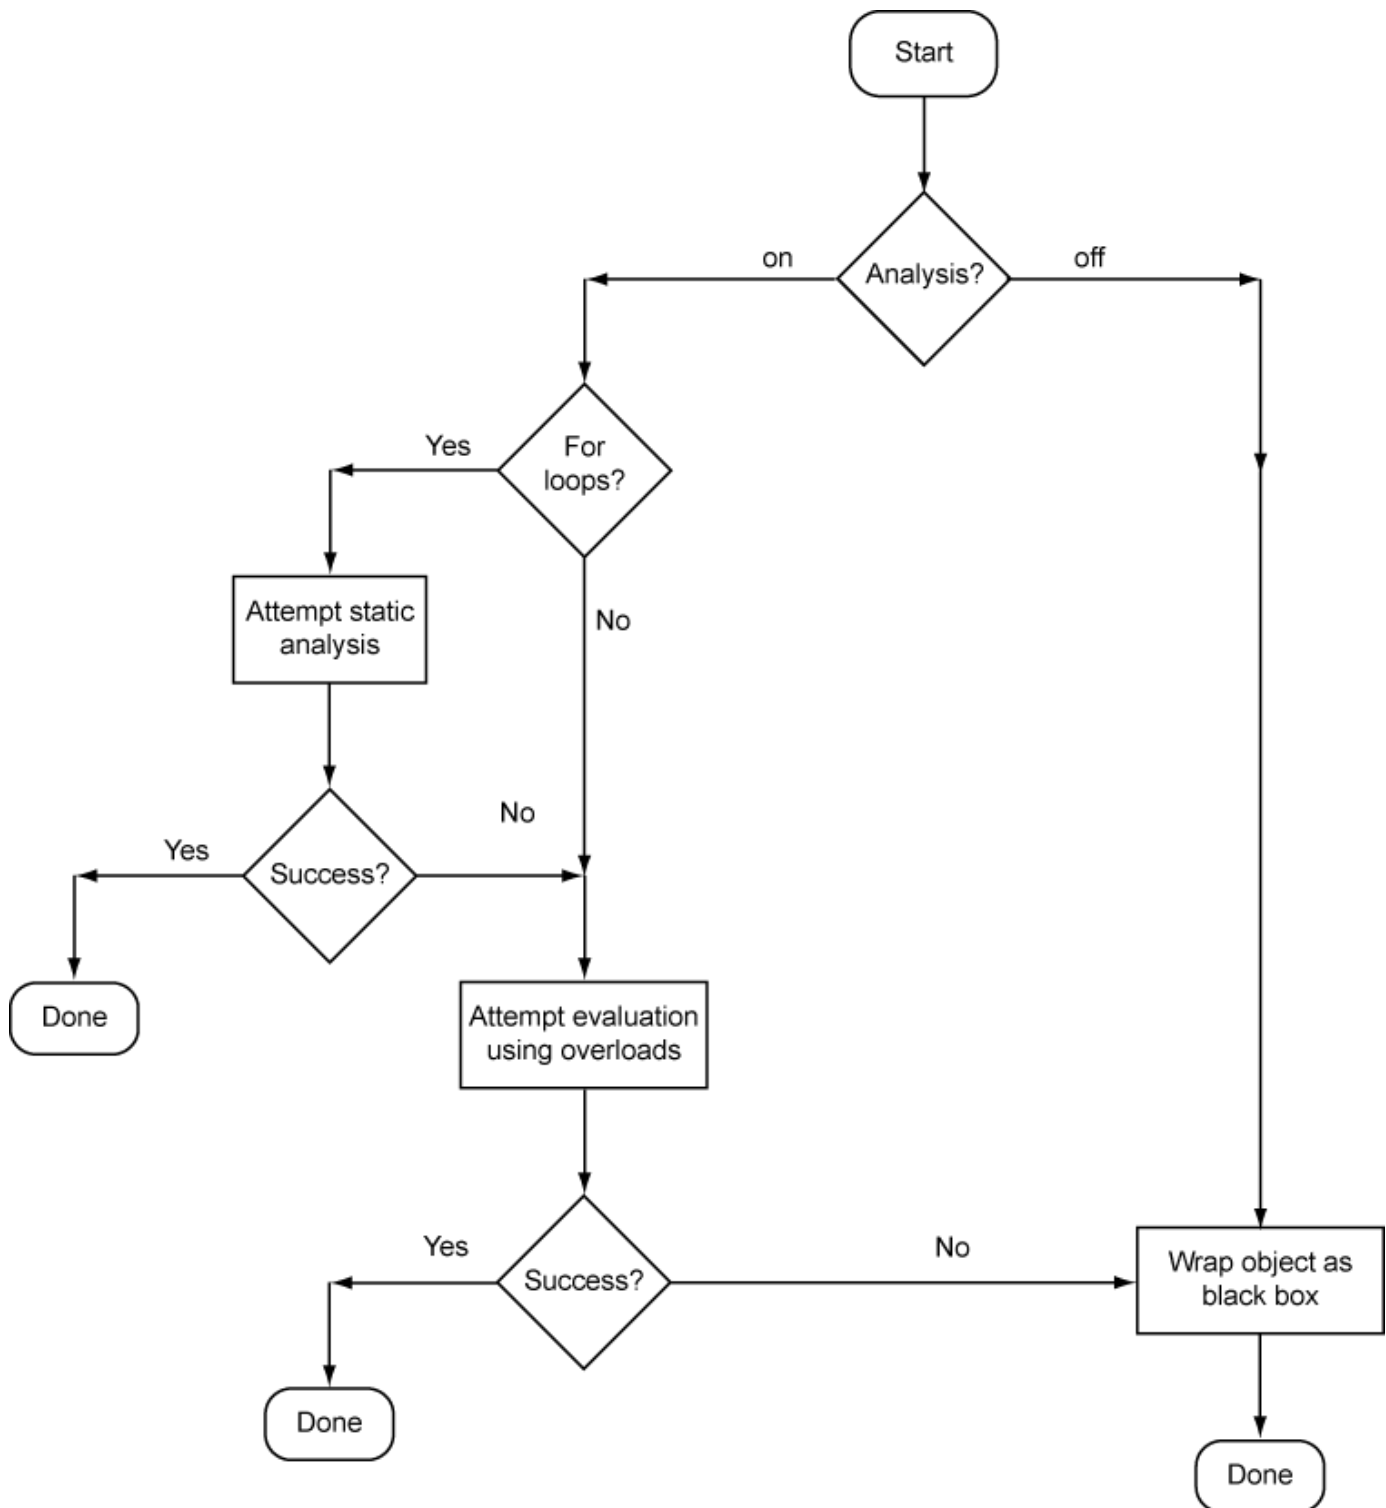 Start
on
Analysis?
off
Yes
For
loops?
Attempt static
analysis
No
No
Yes
Success?
Done
Attempt evaluation
using overloads
Yes
Success?
No
Wrap object as
black box
Done
Done